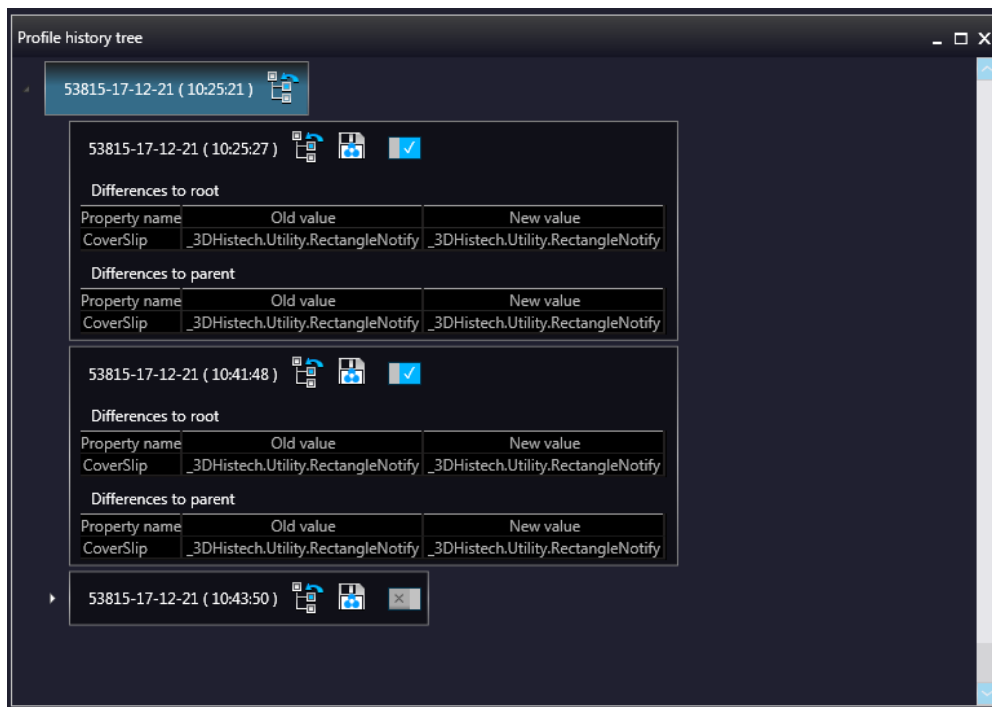 Profile history tree
53815-17-12-21 ( 10:25:21 )
53815-17-12-21 ( 10:25:27 )
Differences to root
Property name Old value New value
CoverSlip _3DHistech.Utility.RectangleNotify _3DHistech.Utility.RectangleNotify
Differences to parent
Property name Old value New value
CoverSlip _3DHistech.Utility.RectangleNotify _3DHistech.Utility.RectangleNotify
53815-17-12-21 ( 10:41:48 )
Differences to root
Property name Old value New value
CoverSlip _3DHistech.Utility.RectangleNotify _3DHistech.Utility.RectangleNotify
Differences to parent
Property name Old value New value
CoverSlip _3DHistech.Utility.RectangleNotify _3DHistech.Utility.RectangleNotify
53815-17-12-21 ( 10:43:50 )